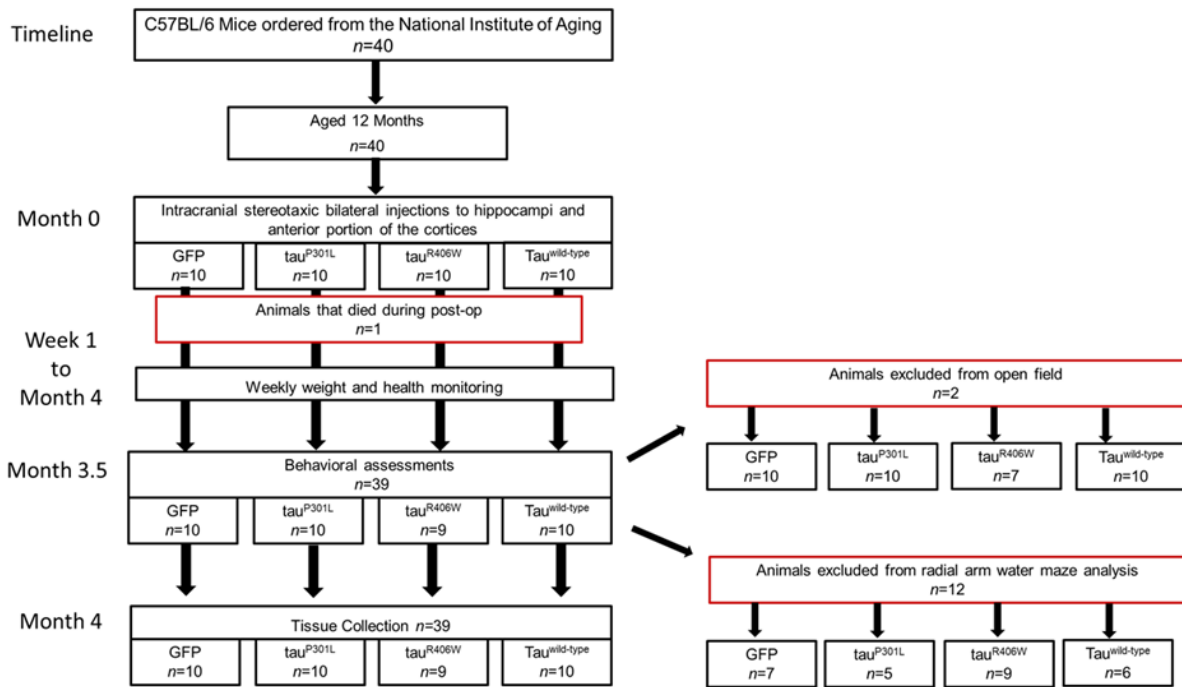 Timeline
C57BL/6 Mice ordered from the National Institute of Aging
n=40
Aged 12 Months
n=40
Month 0
Intracranial stereotaxic bilateral injections to hippocampi and
anterior portion of the cortices
GFP
n=10
tauP301L
n=10
tauR406W
n=10
Tauwild-type
n=10
Animals that died during post-op
n=1
Week 1
to
Month 4
Weekly weight and health monitoring
Month 3.5
Behavioral assessments
n=39
GFP
n=10
tauP301L
n=10
tauR406W
n=9
Tauwild-type
n=10
Animals excluded from open field
n=2
GFP
n=10
tauP301L
n=10
tauR406W
n=7
Tauwild-type
n=10
Animals excluded from radial arm water maze analysis
n=12
GFP
n=7
tauP301L
n=5
tauR406W
n=9
Tauwild-type
n=6
Month 4
Tissue Collection n=39
GFP
n=10
tauP301L
n=10
tauR406W
n=9
Tauwild-type
n=10